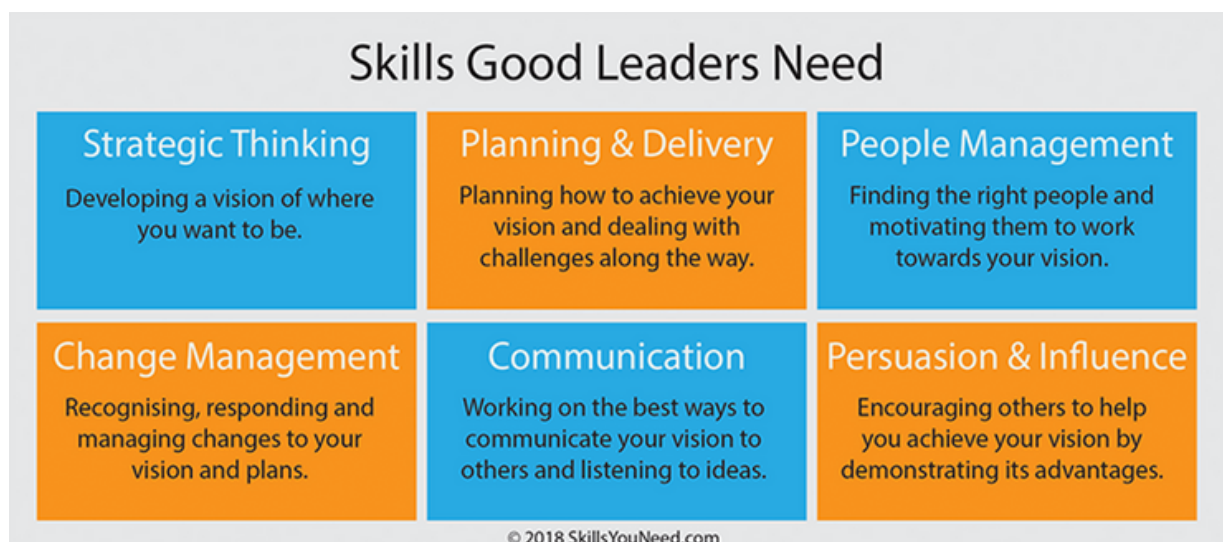 Skills Good Leaders Need
Strategic Thinking
Developing a vision of where
you want to be.
Planning & Delivery
Planning how to achieve your
vision and dealing with
challenges along the way.
People Management
Finding the right people and
motivating them to work
towards your vision.
Change Management
Recognising, responding and
managing changes to your
vision and plans.
Communication
Working on the best ways to
communicate your vision to
others and listening to ideas.
Persuasion & Influence
Encouraging others to help
you achieve your vision by
demonstrating its advantages.
© 2018 SkillsYouNeed.com